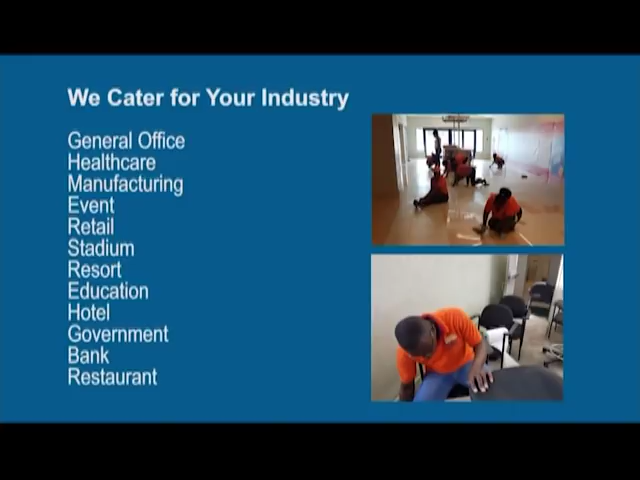 We Cater for Your Industry
General Office
Healthcare
Manufacturing
Event
Retail
Stadium
Resort
Education
Hotel
Government
Bank
Restaurant